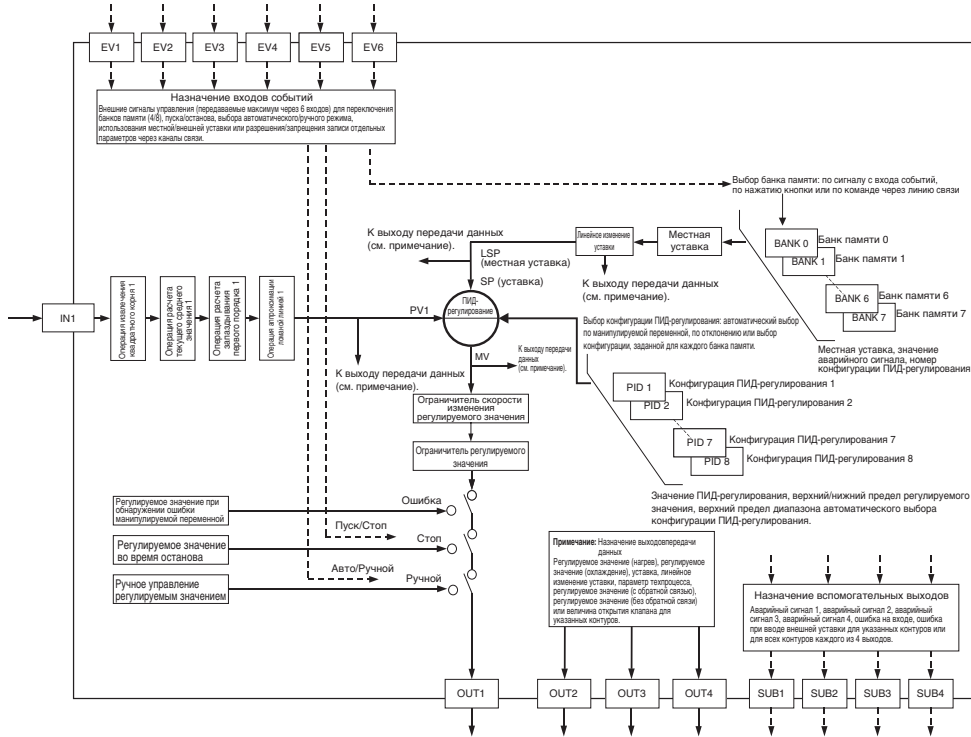 EV1 EV2 EV3 EV4 EV5 EV6
Назначение входов событий
Внешние сигналы управления (передаваемые максимум через 6 входов) для переключения
банков памяти (4/8), пуска/останова, выбора автоматического/ручного режима,
использования местной/внешней уставки или разрешения/запрещения записи отдельных
параметров через каналы связи.
Выбор банка памяти: по сигналу с входа событий,
по нажатию кнопки или по команде через линию связи
К выходу передачи данных
(см. примечание).
LSP
(местная уставка)
SP (уставка)
Линейное изменение
уставки
Местная
уставка
К выходу передачи данных
(см. примечание).
BANK 0 Банк памяти 0
BANK 1 Банк памяти 1
BANK 6 Банк памяти 6
BANK 7 Банк памяти 7
Местная уставка, значение
аварийного сигнала, номер
конфигурации ПИД-регулирования
IN1
Операция извлечения
квадратного корня 1
Операция расчета
текущего среднего
значения 1
Операция расчета
запаздывания
первого порядка 1
Операция аппроксимации
ломаной линией 1
PV1
ПИД-
регулирование
MV
К выходу передачи данных
(см. примечание).
К выходу передачи
данных
(см. примечание).
Выбор конфигурации ПИД-регулирования: автоматический выбор
по манипулируемой переменной, по отклонению или выбор
конфигурации, заданной для каждого банка памяти.
PID 1 Конфигурация ПИД-регулирования 1
PID 2 Конфигурация ПИД-регулирования 2
PID 7 Конфигурация ПИД-регулирования 7
PID 8 Конфигурация ПИД-регулирования 8
Значение ПИД-регулирования, верхний/нижний предел регулируемого
значения, верхний предел диапазона автоматического выбора
конфигурации ПИД-регулирования.
Ограничитель скорости
изменения
регулируемого значения
Ограничитель регулируемого
значения
Регулируемое значение при
обнаружении ошибки
манипулируемой переменной
Ошибка
Пуск/Стоп
Регулируемое значение
во время останова
Стоп
Авто/Ручной
Ручное управление
регулируемым значением
Ручной
Примечание: Назначение выходовпередачи
данных
Регулируемое значение (нагрев), регулируемое
значение (охлаждение), уставка, линейное
изменение уставки, параметр техпроцесса,
регулируемое значение (с обратной связью),
регулируемое значение (без обратной связи)
или величина открытия клапана для
указанных контуров.
Назначение вспомогательных выходов
Аварийный сигнал 1, аварийный сигнал 2, аварийный
сигнал 3, аварийный сигнал 4, ошибка на входе, ошибка
при вводе внешней уставки для указанных контуров или
для всех контуров каждого из 4 выходов.
OUT1 OUT2 OUT3 OUT4 SUB1 SUB2 SUB3 SUB4